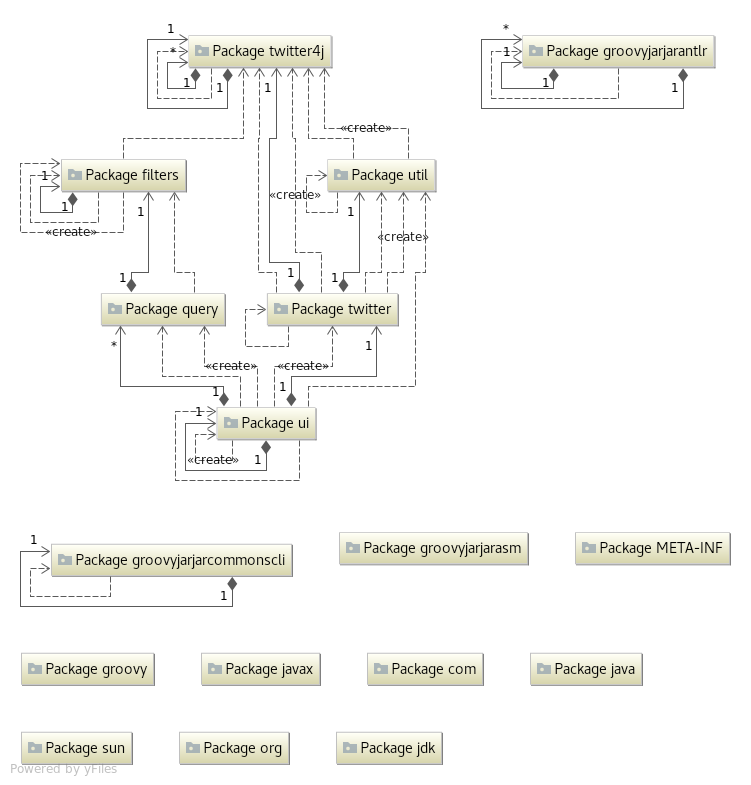 1
*
Package twitter4j
1
1
*
Package groovyjarjarantlr
1
1
1
1
1
«create»
Package filters
1
1
«create»
Package util
«create»
1
1
1
«create»
1
1
1
Package query
Package twitter
*
1
«create»
«create»
1
1
1
Package ui
«create»
1
1
Package groovyjarjarcommonscli
1
Package groovyjarjarasm
Package META-INF
Package groovy
Package javax
Package com
Package java
Package sun
Package org
Package jdk
Powered by yFiles